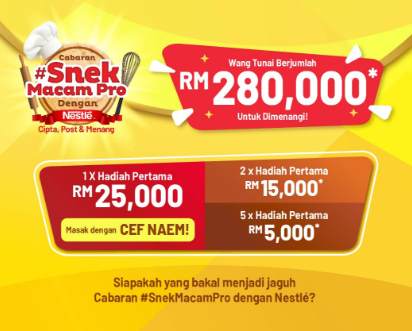 Cabaran
#Snek
Macam Pro
Dengan
Nestlé®
Cipta, Post & Menang
Wang Tunai Berjumlah
RM 280,000*
Untuk Dimenangi!
1 X Hadiah Pertama
RM 25,000
Masak dengan CEF NAEM!
2 x Hadiah Pertama
RM 15,000*
5 x Hadiah Pertama
RM 5,000*
Siapakah yang bakal menjadi jaguh
Cabaran #SnekMacamPro dengan Nestlé?